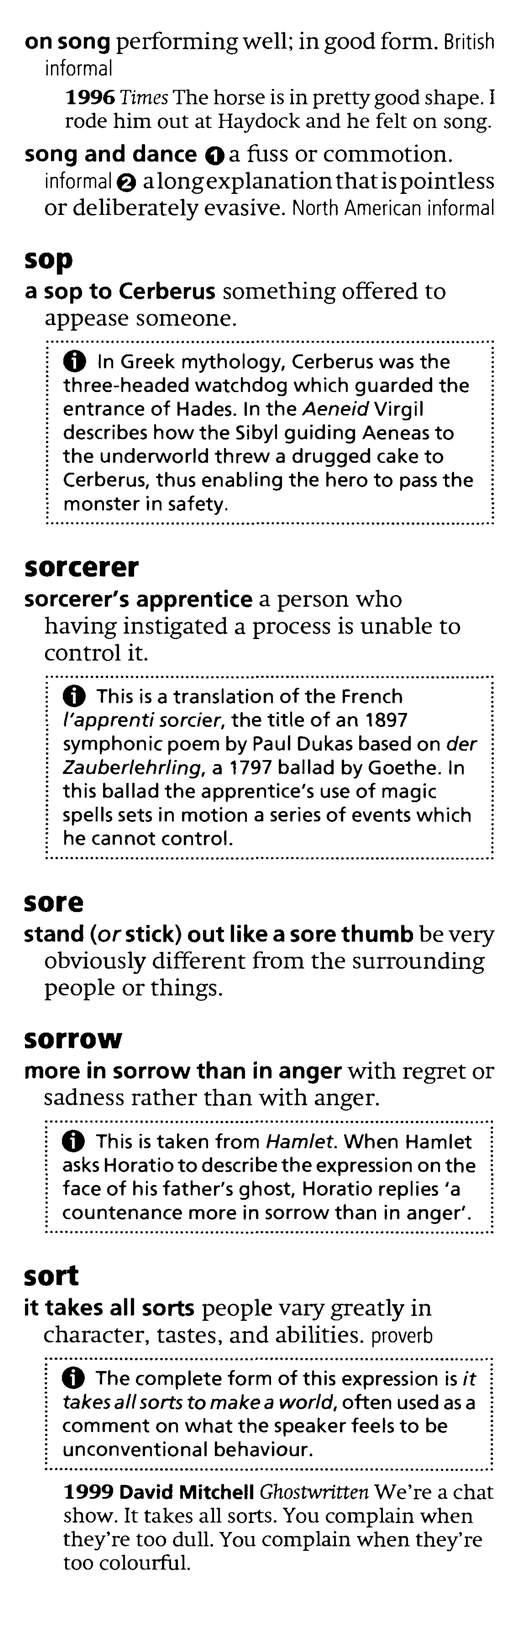 on song performing well; in good form. British
informal
1996 Times The horse is in pretty good shape. I
rode him out at Haydock and he felt on song.
song and dance ❶ a fuss or commotion.
informal ❷ a long explanation that is pointless
or deliberately evasive. North American informal
sop
a sop to Cerberus something offered to
appease someone.
In Greek mythology, Cerberus was the
three-headed watchdog which guarded the
entrance of Hades. In the Aeneid Virgil
describes how the Sibyl guiding Aeneas to
the underworld threw a drugged cake to
Cerberus, thus enabling the hero to pass the
monster in safety.
sorcerer
sorcerer's apprentice a person who
having instigated a process is unable to
control it.
This is a translation of the French
l'apprenti sorcier, the title of an 1897
symphonic poem by Paul Dukas based on der
Zauberlehrling, a 1797 ballad by Goethe. In
this ballad the apprentice's use of magic
spells sets in motion a series of events which
he cannot control.
sore
stand (or stick) out like a sore thumb be very
obviously different from the surrounding
people or things.
sorrow
more in sorrow than in anger with regret or
sadness rather than with anger.
This is taken from Hamlet. When Hamlet
asks Horatio to describe the expression on the
face of his father's ghost, Horatio replies 'a
countenance more in sorrow than in anger'.
sort
it takes all sorts people vary greatly in
character, tastes, and abilities. proverb
The complete form of this expression is it
takes all sorts to make a world, often used as a
comment on what the speaker feels to be
unconventional behaviour.
1999 David Mitchell Ghostwritten We're a chat
show. It takes all sorts. You complain when
they're too dull. You complain when they're
too colourful.